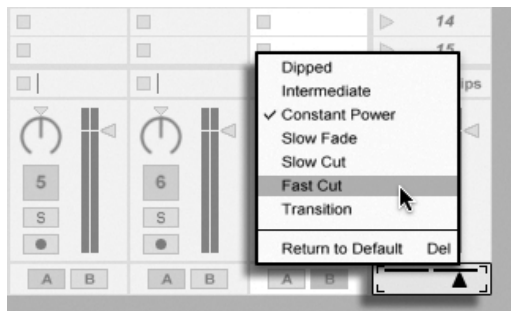 14
15
ips
Dipped
Intermediate
Constant Power
Slow Fade
Slow Cut
Fast Cut
Transition
Return to Default Del
5 6
S S
A B A B A B